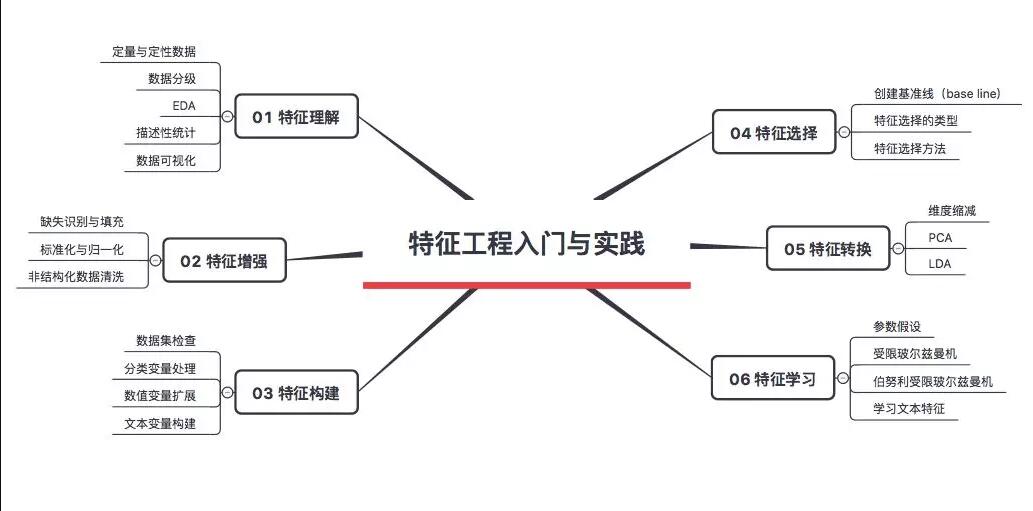 特征工程入门与实践
01 特征理解
定量与定性数据
数据分级
EDA
描述性统计
数据可视化
02 特征增强
缺失识别与填充
标准化与归一化
非结构化数据清洗
03 特征构建
数据集检查
分类变量处理
数值变量扩展
文本变量构建
04 特征选择
创建基准线（base line）
特征选择的类型
特征选择方法
05 特征转换
维度缩减
PCA
LDA
06 特征学习
参数假设
受限玻尔兹曼机
伯努利受限玻尔兹曼机
学习文本特征